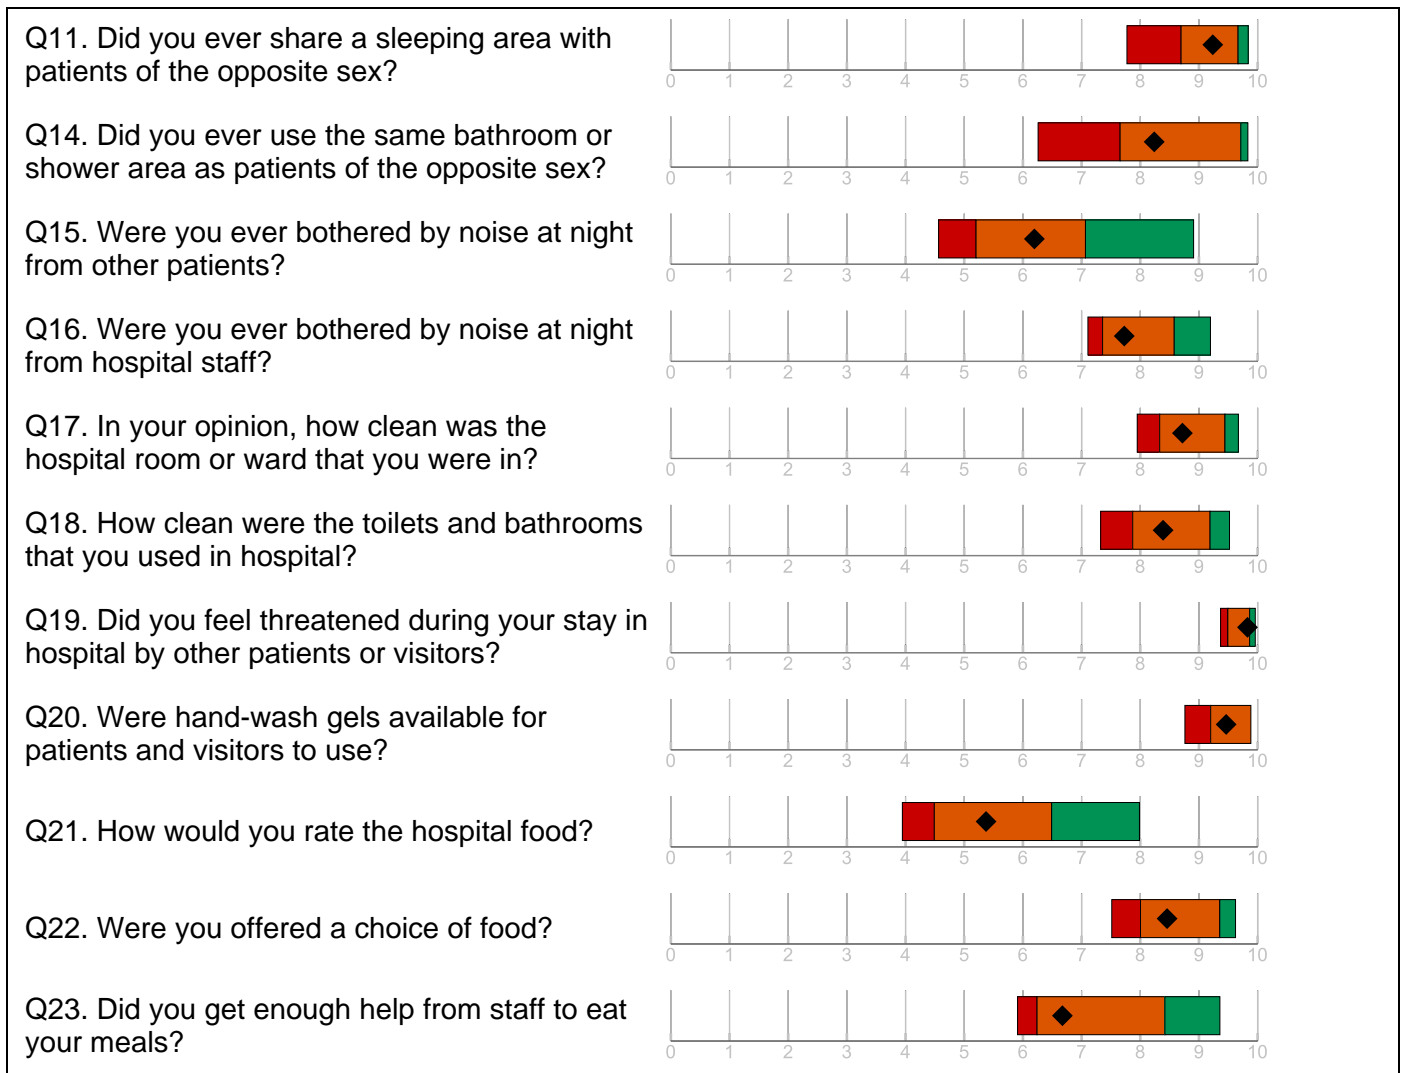 Q11. Did you ever share a sleeping area with
patients of the opposite sex?
0 1 2 3 4 5 6 7 8 9 10
Q14. Did you ever use the same bathroom or
shower area as patients of the opposite sex?
0 1 2 3 4 5 6 7 8 9 10
Q15. Were you ever bothered by noise at night
from other patients?
0 1 2 3 4 5 6 7 8 9 10
Q16. Were you ever bothered by noise at night
from hospital staff?
0 1 2 3 4 5 6 7 8 9 10
Q17. In your opinion, how clean was the
hospital room or ward that you were in?
0 1 2 3 4 5 6 7 8 9 10
Q18. How clean were the toilets and bathrooms
that you used in hospital?
0 1 2 3 4 5 6 7 8 9 10
Q19. Did you feel threatened during your stay in
hospital by other patients or visitors?
0 1 2 3 4 5 6 7 8 9 10
Q20. Were hand-wash gels available for
patients and visitors to use?
0 1 2 3 4 5 6 7 8 9 10
Q21. How would you rate the hospital food?
0 1 2 3 4 5 6 7 8 9 10
Q22. Were you offered a choice of food?
0 1 2 3 4 5 6 7 8 9 10
Q23. Did you get enough help from staff to eat
your meals?
0 1 2 3 4 5 6 7 8 9 10